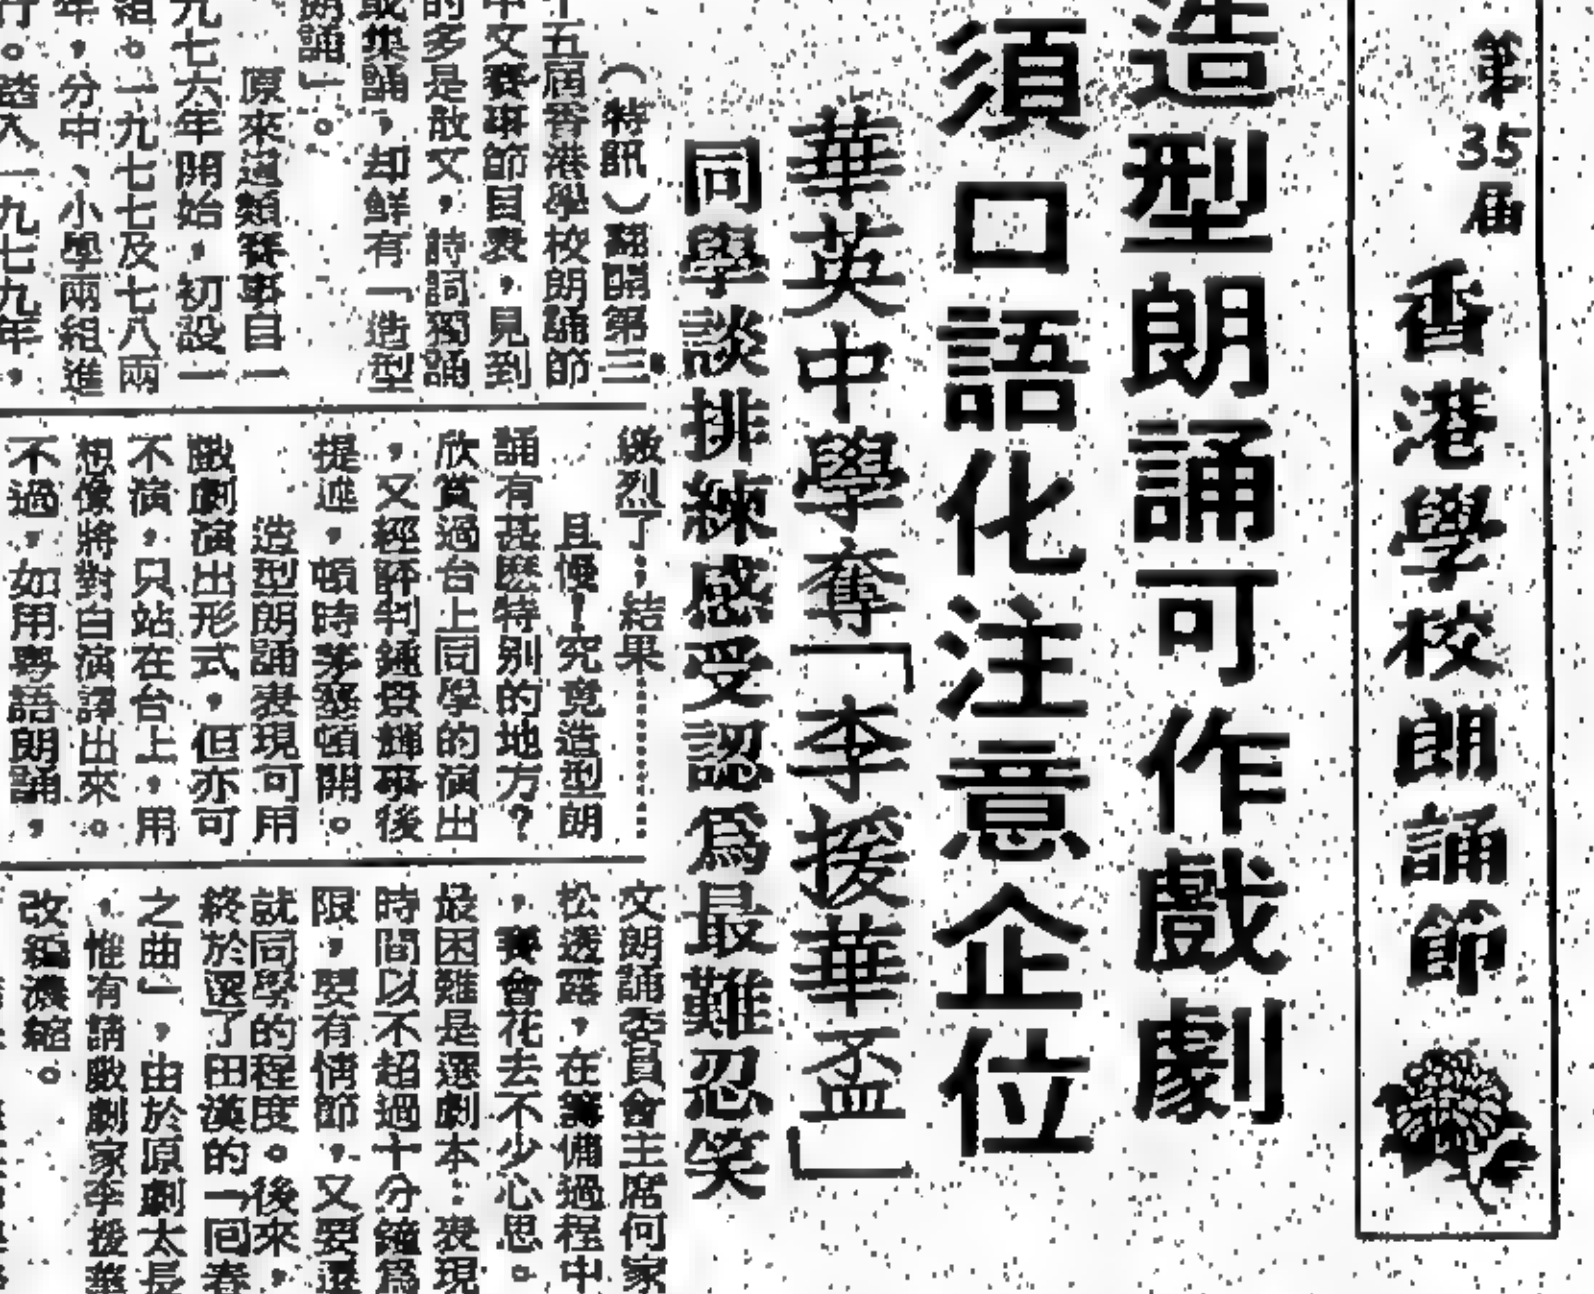 第35屆香港學校朗誦節
造型朗誦可作戲劇
須口語化注意企位
華英中學奪「李援華盃」
同學談排練感受認爲最難忍笑
（特訊）翻開第三
十五屆香港學校朗誦節
中文賽事節目表，見到
的多是散文，詩詞獨誦
或集誦，却鮮有「造型
朗誦」。
原來這類賽事目一
九七六年開始，初設一
組。一九七七及七八兩
年，分中、小學兩組進
行。踏入一九七九年，
激烈了，結果………
且慢！究竟造型朗
誦有甚麽特别的地方？
欣賞過台上同學的演出
，又經評判鍾景輝事後
提進，頓時茅塞頓開。
造型朗誦表現可用
戲劇演出形式，但亦可
不演，只站在台上，用
想像將對白演譯出來。
不過，如用粵語朗誦，
文朗誦委員會主席何家
松透露，在籌備過程中
，賽會花去不少心思。
最困難是選劇本：表現
時間以不超過十分鐘爲
限，要有情節，又要遷
就同學的程度。後來，
終於選了田漢的「回春
之曲」，由於原劇太長
，惟有請戲劇家李援華
改編濃縮。